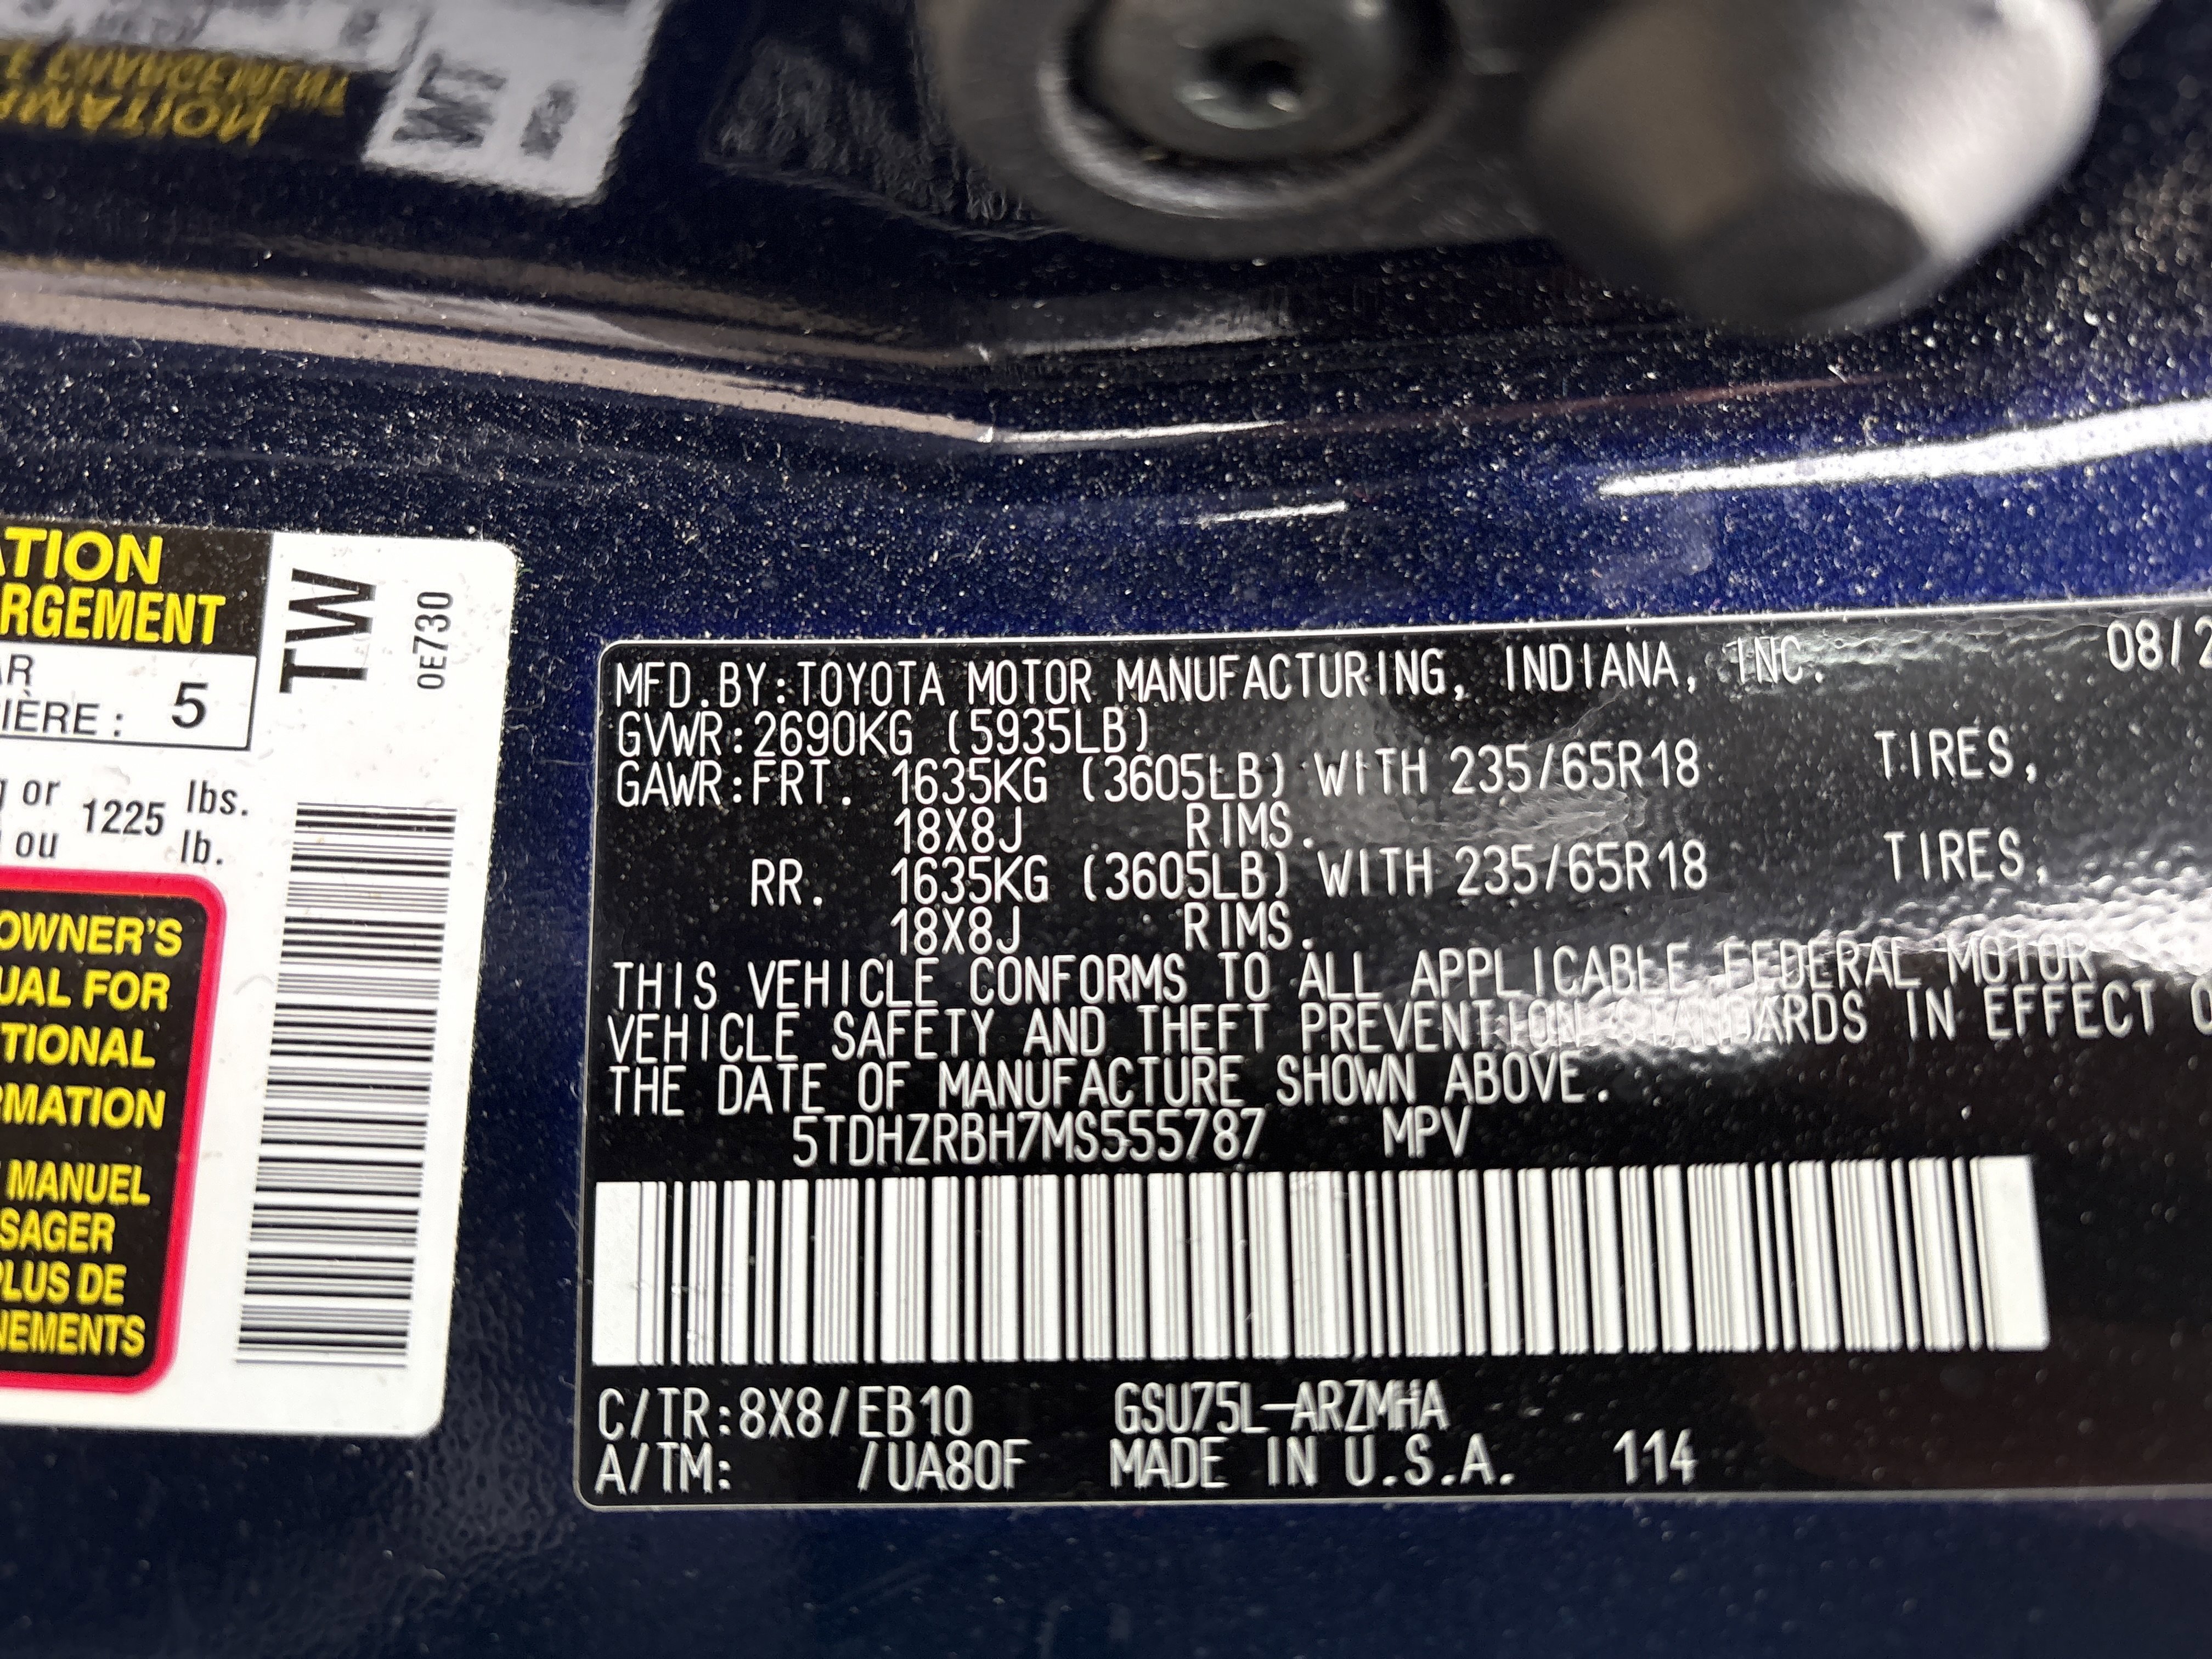 ATION
RGEMENT
AR
IÈRE : 5
TW
0E730
g or 1225 lbs.
ou lb.
OWNER'S
UAL FOR
TIONAL
RMATION
MANUEL
SAGER
PLUS DE
NEMENTS
MFD.BY:TOYOTA MOTOR MANUFACTURING, INDIANA, INC. 08/2
GVWR:2690KG (5935LB)
GAWR:FRT. 1635KG (3605LB) WITH 235/65R18 TIRES,
18X8J RIMS.
RR. 1635KG (3605LB) WITH 235/65R18 TIRES,
18X8J RIMS.
THIS VEHICLE CONFORMS TO ALL APPLICABLE FEDERAL MOTOR
VEHICLE SAFETY AND THEFT PREVENTION STANDARDS IN EFFECT O
THE DATE OF MANUFACTURE SHOWN ABOVE.
5TDHZRBH7MS555787 MPV
C/TR:8X8/EB10 GSU75L-ARZMHA
A/TM: /UA80F MADE IN U.S.A. 114